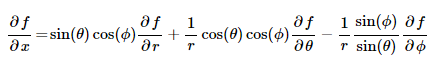 ∂f/∂x = sin(θ) cos(ϕ) ∂f/∂r + 1/r cos(θ) cos(ϕ) ∂f/∂θ − 1/r sin(ϕ)/sin(θ) ∂f/∂ϕ